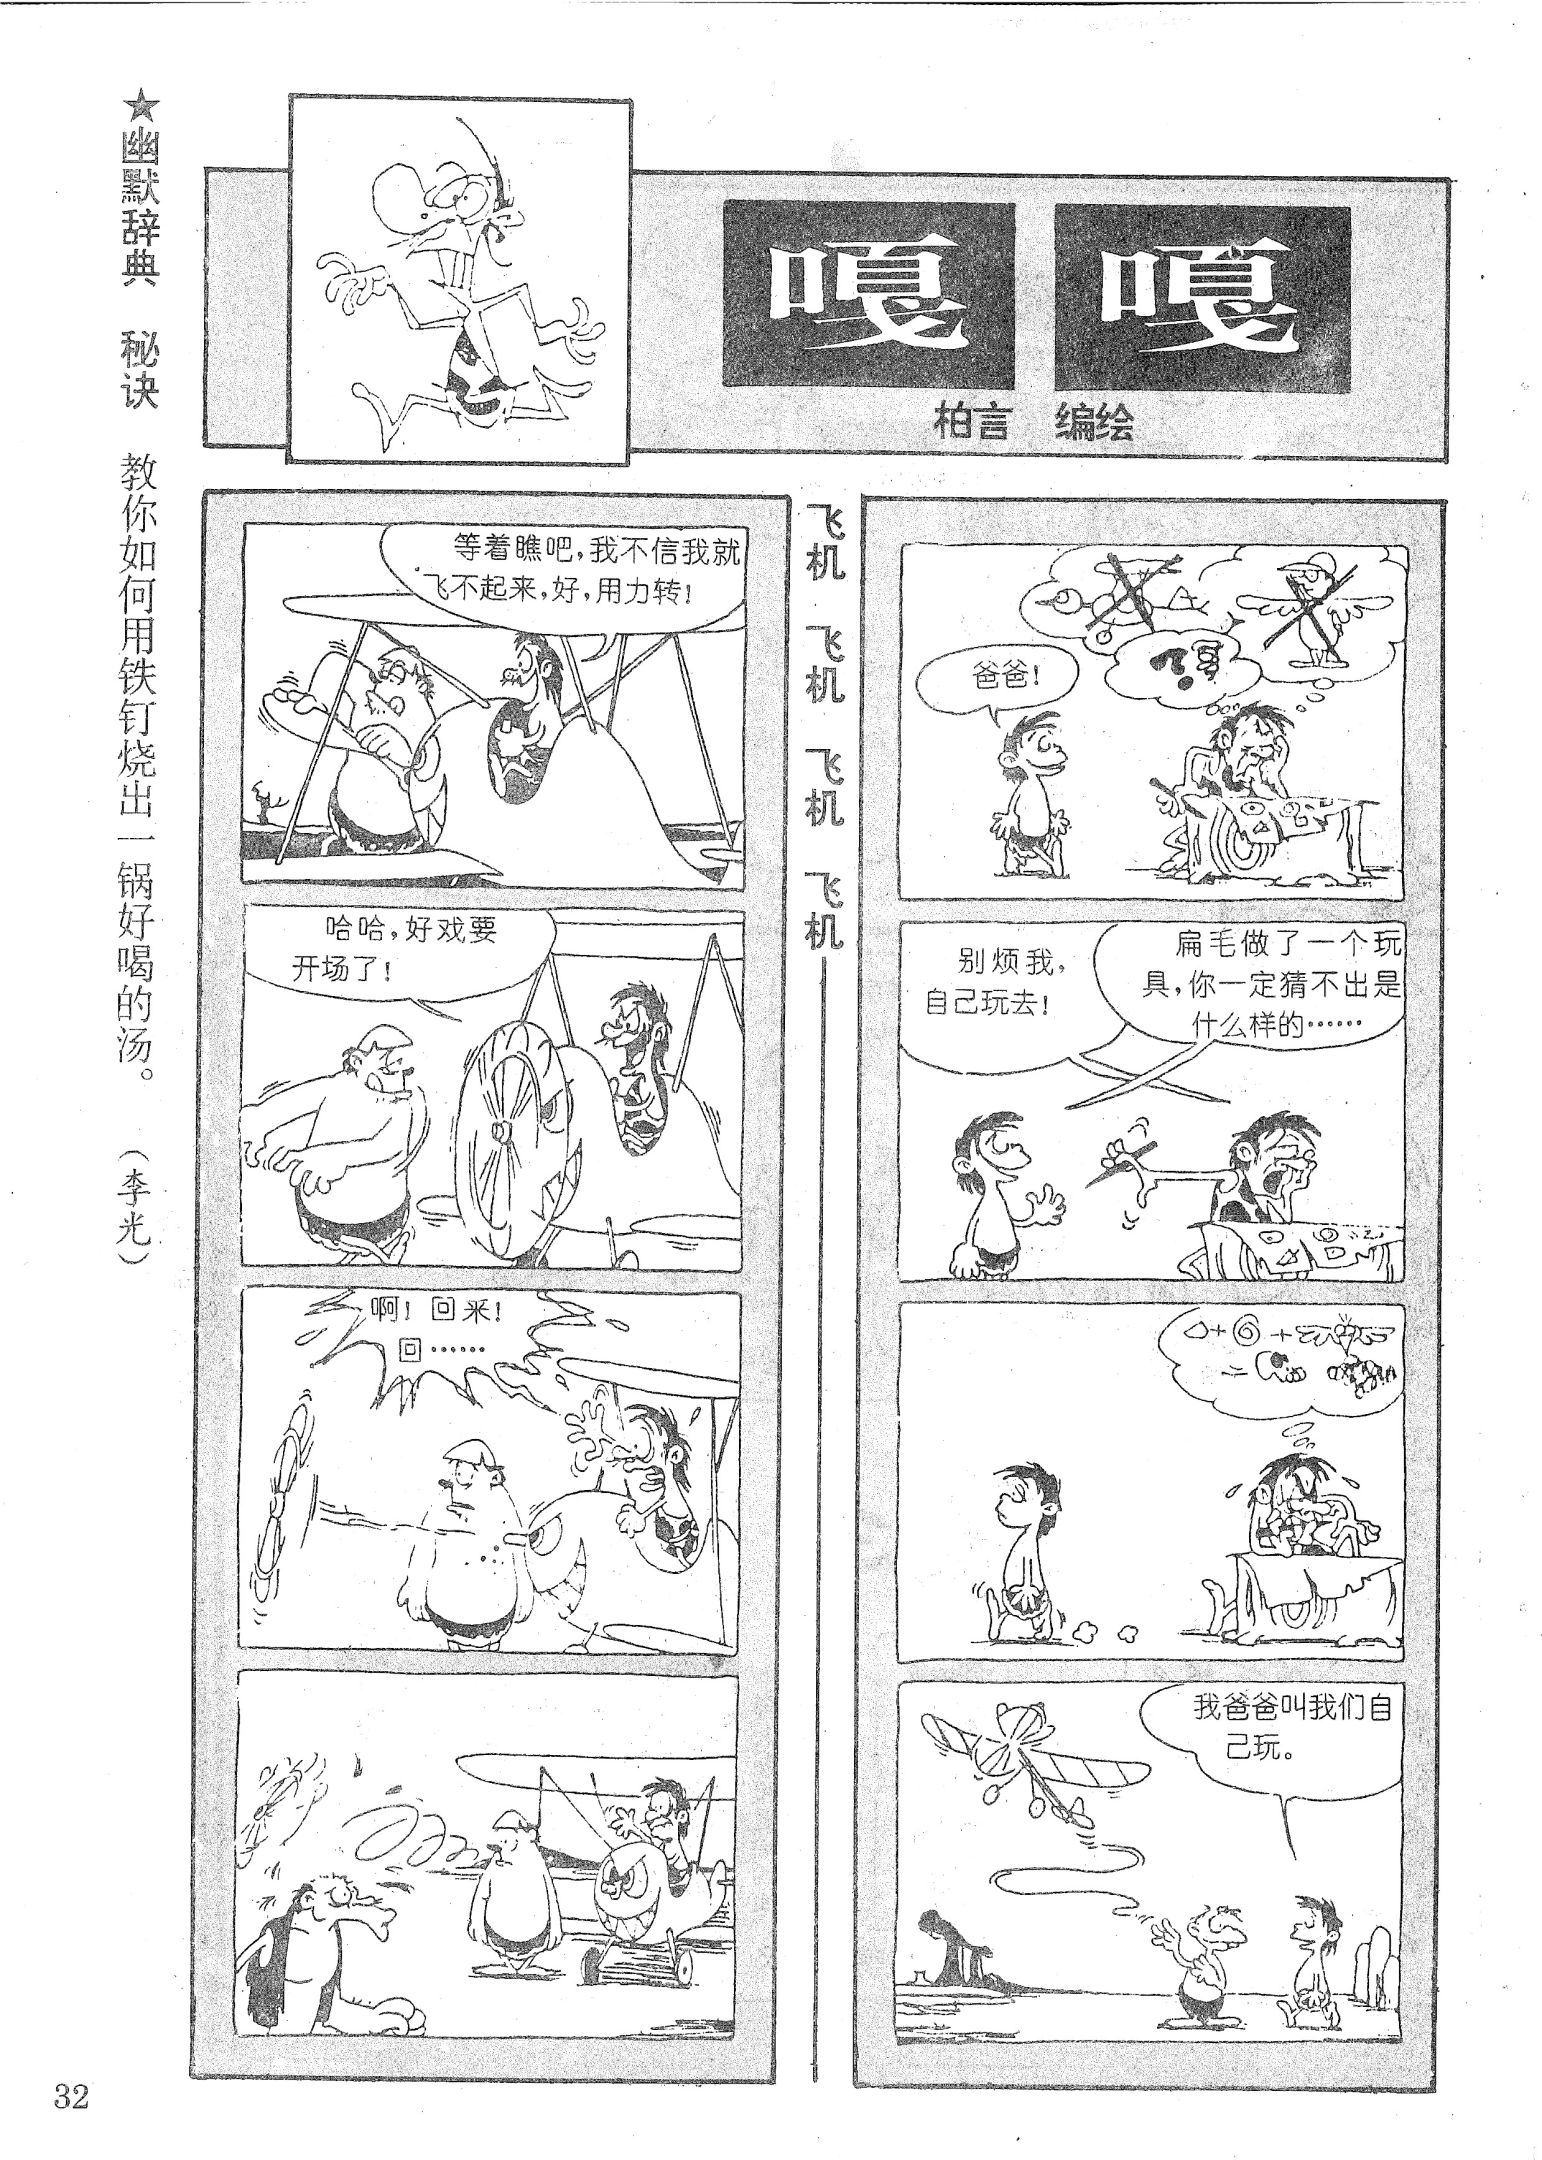 ★幽默辞典 秘诀 教你如何用铁钉烧出一锅好喝的汤。 (李光)
嘎 嘎
柏言 编绘
飞机 飞机 飞机 飞机
爸爸!
别烦我,
自己玩去!
扁毛做了一个玩
具,你一定猜不出是
什么样的……
我爸爸叫我们自
己玩。
等着瞧吧,我不信我就
飞不起来,好,用力转!
哈哈,好戏要
开场了!
啊!回来!
回……
32